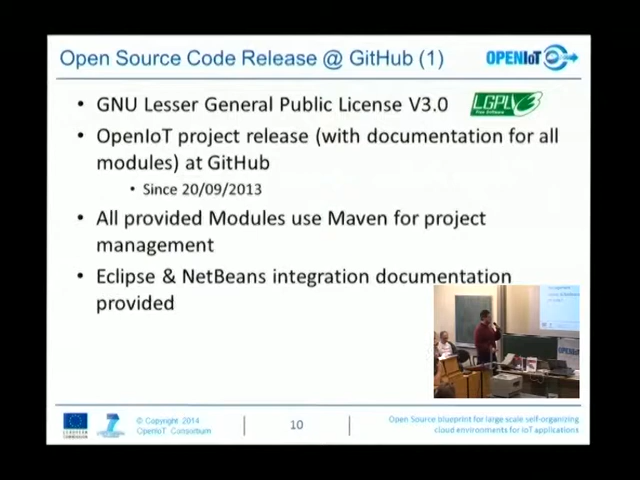 Open Source Code Release @ GitHub (1)
OPENIoT
• GNU Lesser General Public License V3.0
LGPLv3
Free Software
• OpenIoT project release (with documentation for all
modules) at GitHub
• Since 20/09/2013
• All provided Modules use Maven for project
management
• Eclipse & NetBeans integration documentation
provided
OPENIoT
EUROPEAN
COMMISSION
© Copyright 2014
OpenIoT Consortium
10
Open Source blueprint for large scale self-organizing
cloud environments for IoT applications